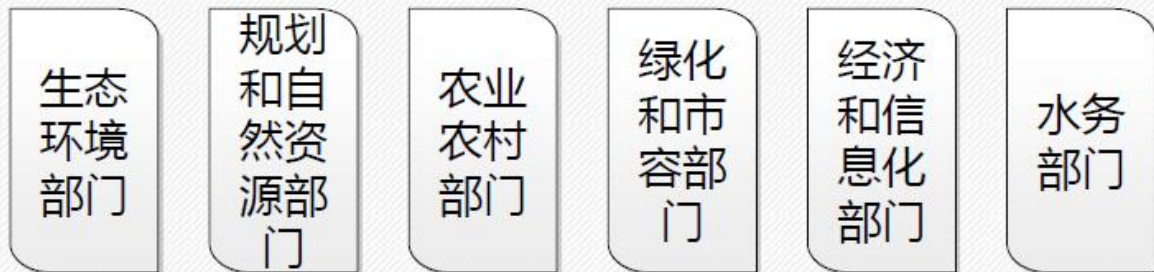 生态
环境
部门
规划
和自
然资
源部
门
农业
农村
部门
绿化
和市
容部
门
经济
和信
息化
部门
水务
部门